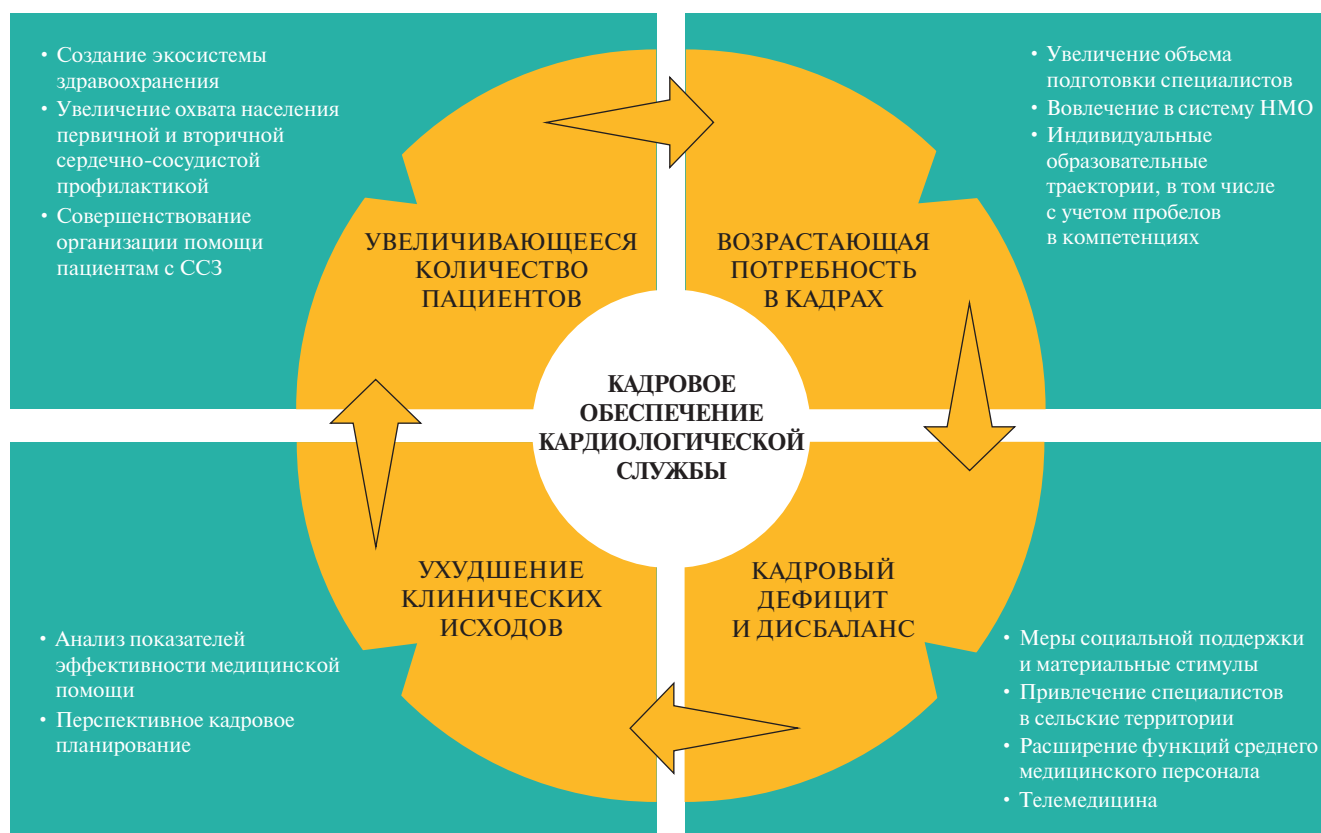 • Создание экосистемы
здравоохранения
• Увеличение охвата населения
первичной и вторичной
сердечно-сосудистой
профилактикой
• Совершенствование
организации помощи
пациентам с ССЗ
УВЕЛИЧИВАЮЩЕЕСЯ
КОЛИЧЕСТВО
ПАЦИЕНТОВ
• Увеличение объема
подготовки специалистов
• Вовлечение в систему НМО
• Индивидуальные
образовательные
траектории, в том числе
с учетом пробелов
в компетенциях
ВОЗРАСТАЮЩАЯ
ПОТРЕБНОСТЬ
В КАДРАХ
КАДРОВОЕ
ОБЕСПЕЧЕНИЕ
КАРДИОЛОГИЧЕСКОЙ
СЛУЖБЫ
УХУДШЕНИЕ
КЛИНИЧЕСКИХ
ИСХОДОВ
• Анализ показателей
эффективности медицинской
помощи
• Перспективное кадровое
планирование
КАДРОВЫЙ
ДЕФИЦИТ
И ДИСБАЛАНС
• Меры социальной поддержки
и материальные стимулы
• Привлечение специалистов
в сельские территории
• Расширение функций среднего
медицинского персонала
• Телемедицина